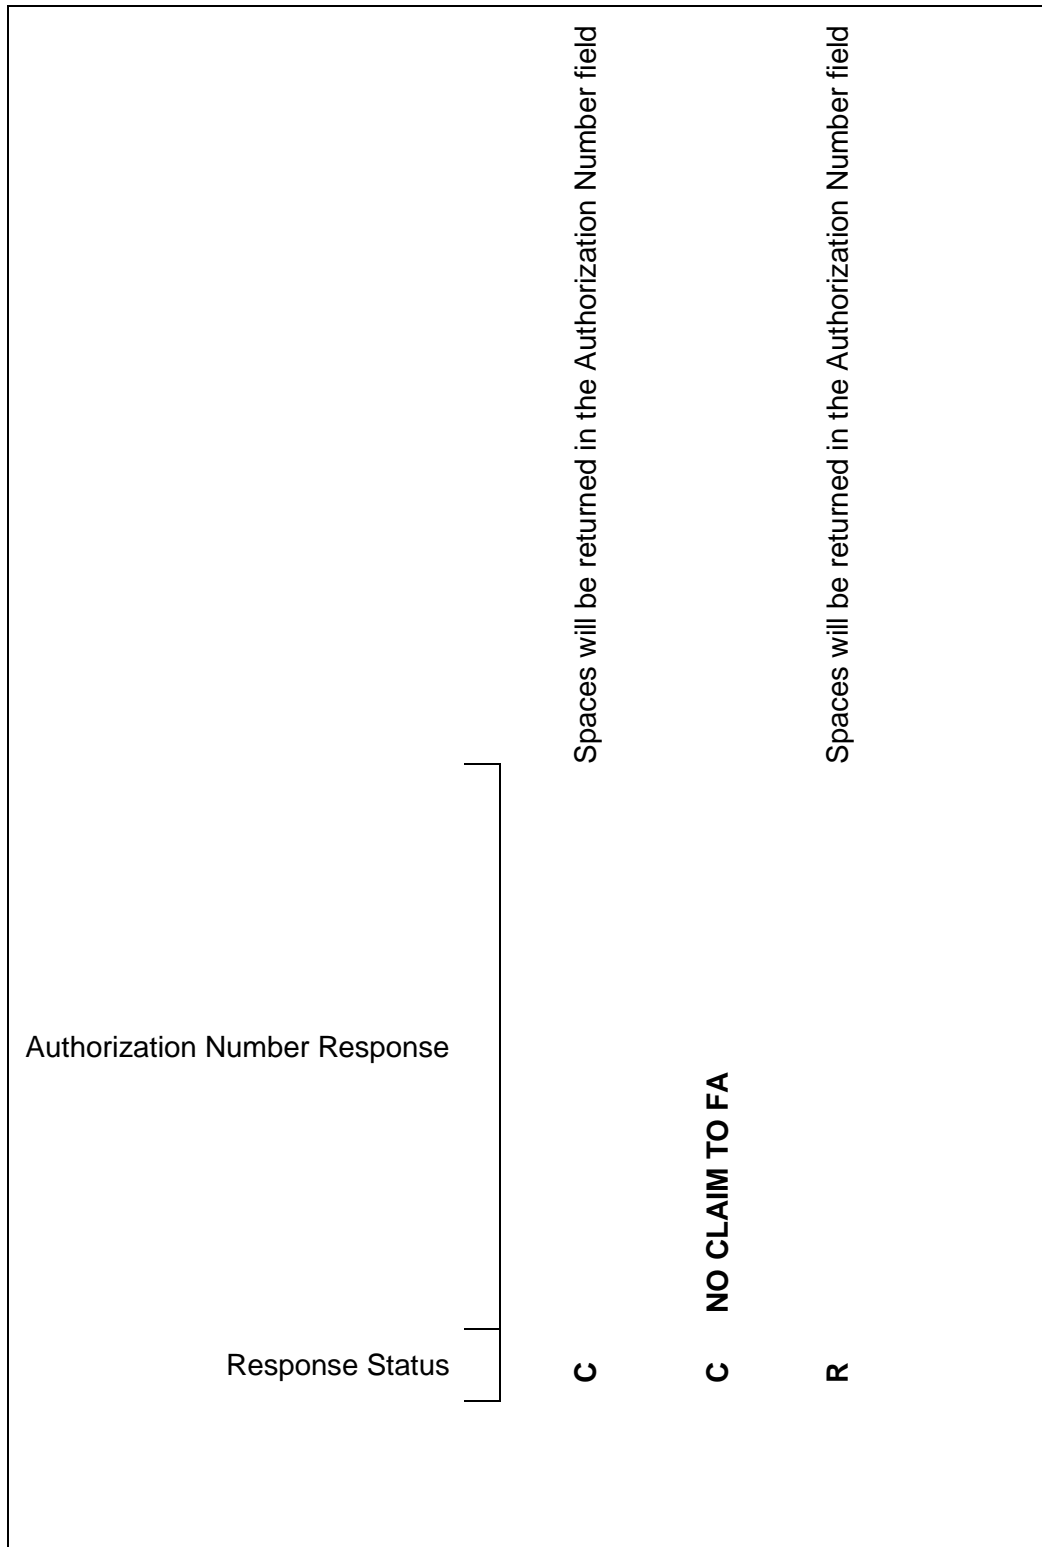 Response Status
Authorization Number Response
C Spaces will be returned in the Authorization Number field
C NO CLAIM TO FA
R Spaces will be returned in the Authorization Number field